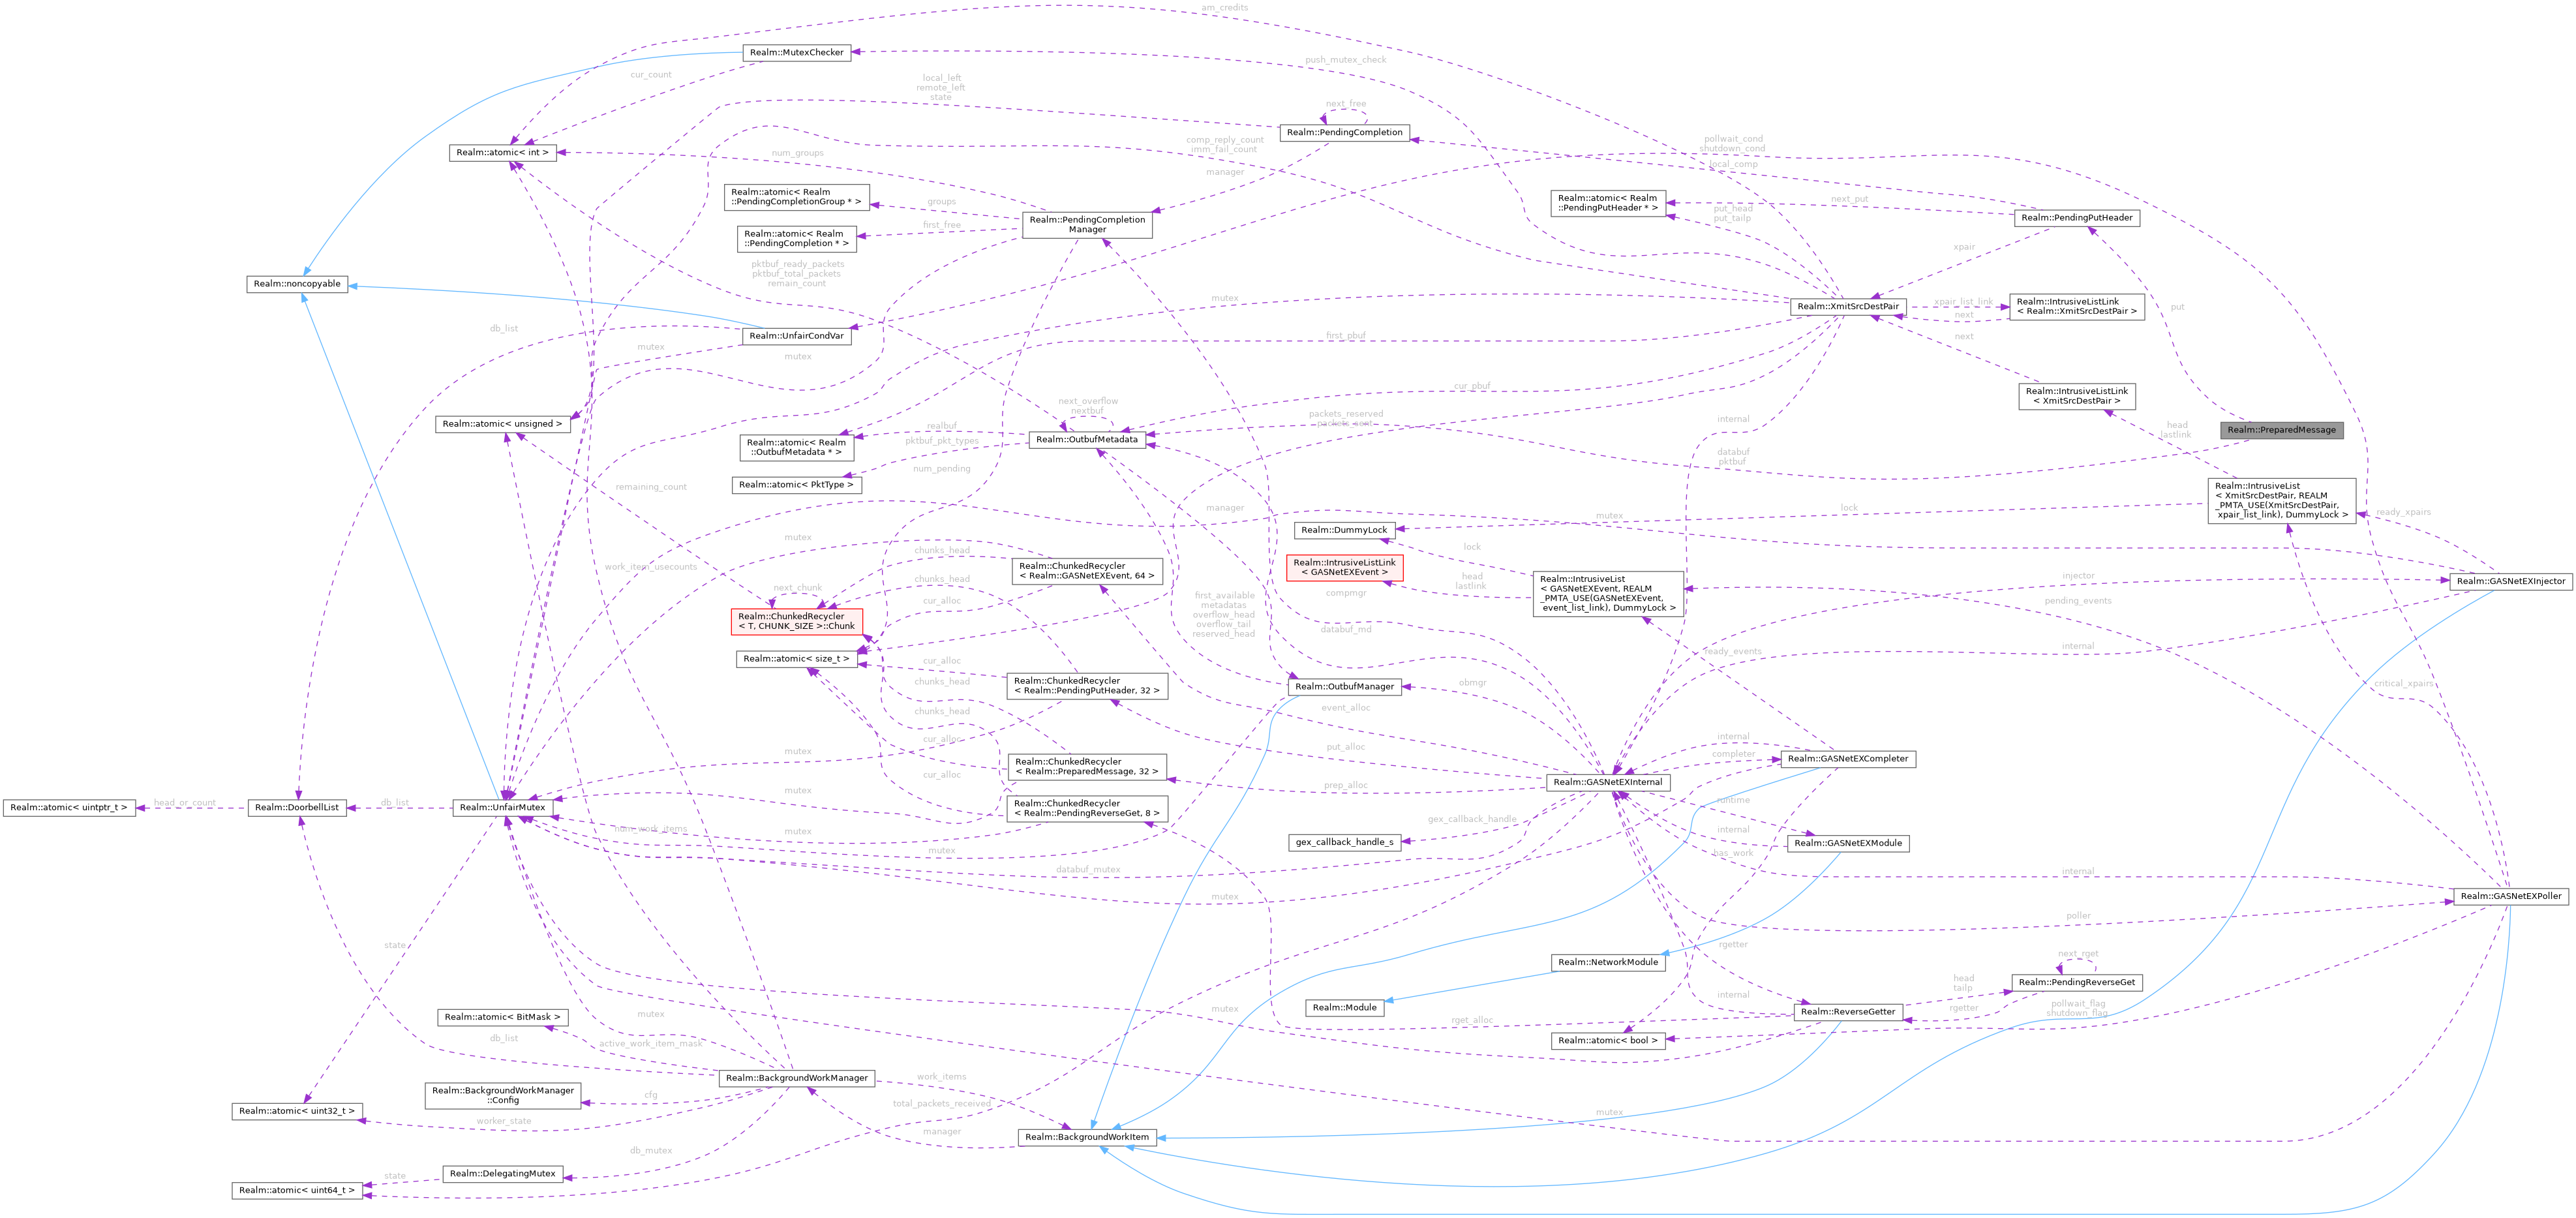 am_credits
Realm::MutexChecker
push_mutex_check
cur_count
local_left
remote_left
state
next_free
Realm::PendingCompletion
comp_reply_count
imm_fail_count
pollwait_cond
shutdown_cond
Realm::atomic< int >
num_groups
local_comp
manager
Realm::atomic< Realm
::PendingCompletionGroup * >
groups
Realm::atomic< Realm
::PendingPutHeader * >
next_put
put_head
put_tailp
Realm::PendingCompletion
Manager
Realm::PendingPutHeader
first_free
Realm::atomic< Realm
::PendingCompletion * >
xpair
pktbuf_ready_packets
pktbuf_total_packets
remain_count
Realm::noncopyable
mutex
Realm::XmitSrcDestPair
xpair_list_link
next
Realm::IntrusiveListLink
< Realm::XmitSrcDestPair >
put
db_list
Realm::UnfairCondVar
first_pbuf
next
mutex
mutex
cur_pbuf
Realm::IntrusiveListLink
< XmitSrcDestPair >
next_overflow
nextbuf
packets_reserved
packets_sent
internal
head
lastlink
Realm::PreparedMessage
Realm::atomic< unsigned >
realbuf
Realm::atomic< Realm
::OutbufMetadata * >
pktbuf_pkt_types
Realm::OutbufMetadata
databuf
pktbuf
num_pending
Realm::atomic< PktType >
remaining_count
manager
Realm::IntrusiveList
< XmitSrcDestPair, REALM
_PMTA_USE(XmitSrcDestPair,
xpair_list_link), DummyLock >
lock
mutex
ready_xpairs
Realm::DummyLock
mutex
chunks_head
lock
work_item_usecounts
Realm::ChunkedRecycler
< Realm::GASNetEXEvent, 64 >
Realm::IntrusiveListLink
< GASNetEXEvent >
head
lastlink
Realm::IntrusiveList
< GASNetEXEvent, REALM
_PMTA_USE(GASNetEXEvent,
event_list_link), DummyLock >
injector
Realm::GASNetEXInjector
next_chunk
chunks_head
cur_alloc
compmgr
first_available
metadatas
overflow_head
overflow_tail
reserved_head
pending_events
Realm::ChunkedRecycler
< T, CHUNK_SIZE >::Chunk
databuf_md
internal
ready_events
Realm::atomic< size_t >
cur_alloc
chunks_head
Realm::ChunkedRecycler
< Realm::PendingPutHeader, 32 >
Realm::OutbufManager
obmgr
critical_xpairs
event_alloc
chunks_head
cur_alloc
mutex
put_alloc
internal
completer
Realm::GASNetEXCompleter
Realm::ChunkedRecycler
< Realm::PreparedMessage, 32 >
cur_alloc
mutex
prep_alloc
Realm::GASNetEXInternal
runtime
Realm::atomic< uintptr_t >
head_or_count
Realm::DoorbellList
db_list
Realm::UnfairMutex
Realm::ChunkedRecycler
< Realm::PendingReverseGet, 8 >
num_work_items
mutex
gex_callback_handle
internal
gex_callback_handle_s
Realm::GASNetEXModule
mutex
has_work
databuf_mutex
internal
mutex
Realm::GASNetEXPoller
poller
state
rgetter
Realm::NetworkModule
next_rget
Realm::PendingReverseGet
head
tailp
internal
Realm::Module
mutex
rgetter
pollwait_flag
shutdown_flag
Realm::ReverseGetter
Realm::atomic< BitMask >
mutex
rget_alloc
Realm::atomic< bool >
db_list
active_work_item_mask
Realm::BackgroundWorkManager
work_items
Realm::BackgroundWorkManager
::Config
cfg
total_packets_received
Realm::atomic< uint32_t >
worker_state
mutex
manager
Realm::BackgroundWorkItem
db_mutex
Realm::DelegatingMutex
state
Realm::atomic< uint64_t >